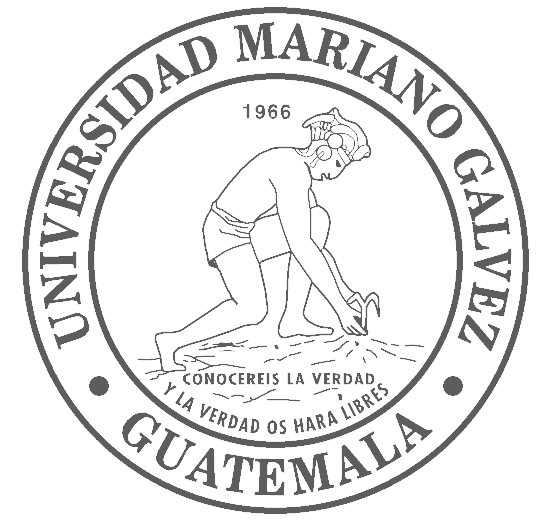 UNIVERSIDAD MARIANO GALVEZ
1966
CONOCEREIS LA VERDAD
Y LA VERDAD OS HARA LIBRES
GUATEMALA